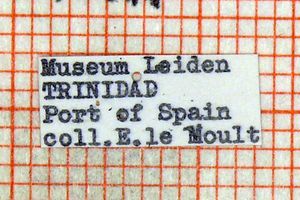 Museum Leiden
TRINIDAD
Port of Spain
coll.E.le Moult